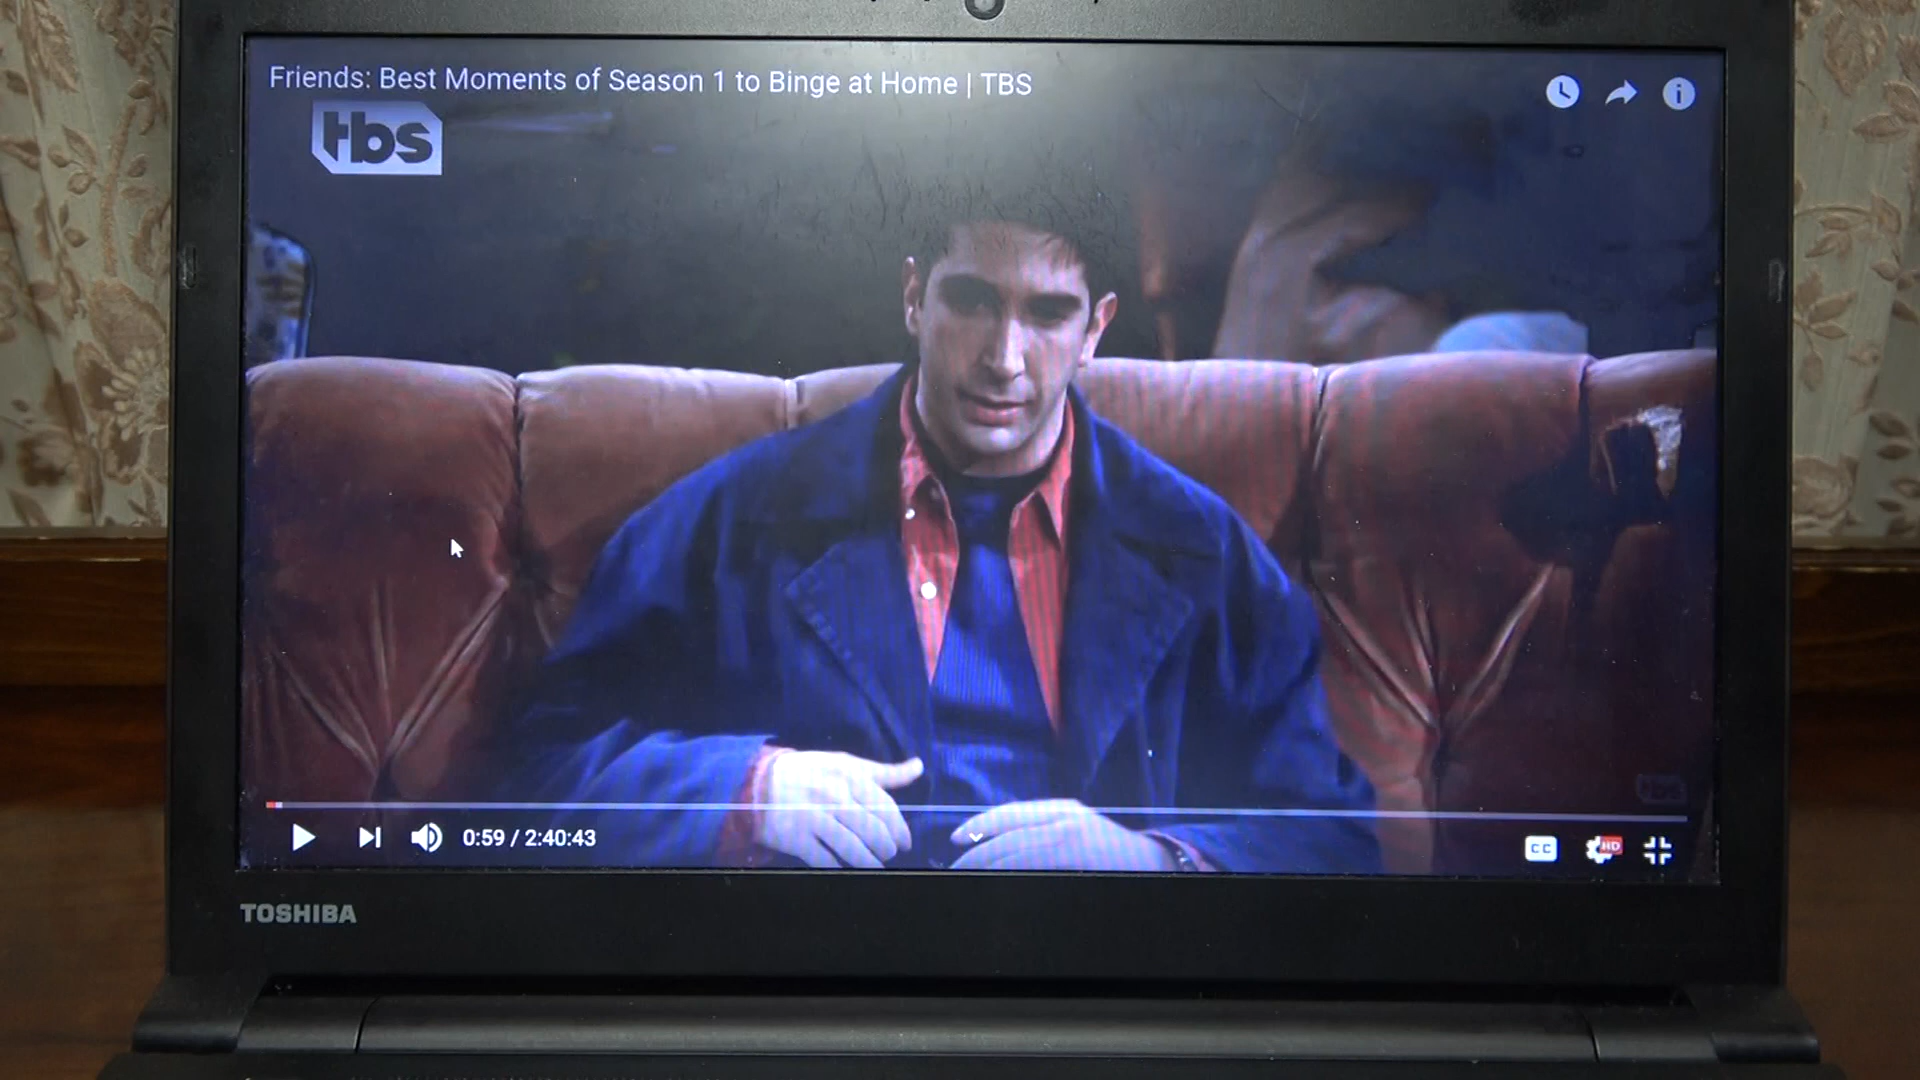 Friends: Best Moments of Season 1 to Binge at Home | TBS
tbs
tbs
0:59 / 2:40:43
CC
HD
TOSHIBA